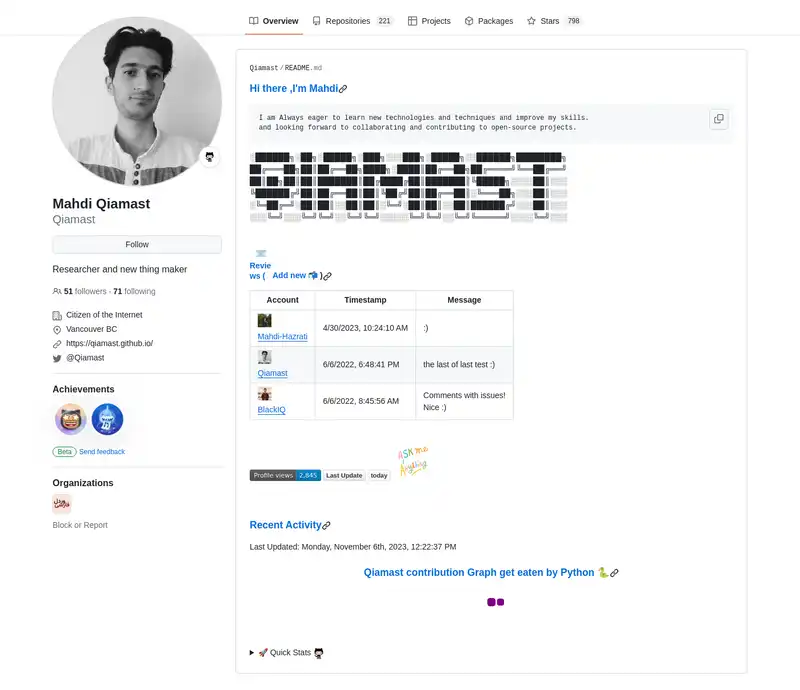 Overview
Repositories 221
Projects
Packages
Stars 798
Mahdi Qiamast
Qiamast
Follow
Researcher and new thing maker
51 followers · 71 following
Citizen of the Internet
Vancouver BC
https://qiamast.github.io/
@Qiamast
Achievements
Beta Send feedback
Organizations
Block or Report
Qiamast/README.md
Hi there ,I'm Mahdi
I am Always eager to learn new technologies and techniques and improve my skills.
and looking forward to collaborating and contributing to open-source projects.
QIAMAST
Revie
ws ( Add new 📬 )
Account Timestamp Message
Mahdi-Hazrati 4/30/2023, 10:24:10 AM :)
Qiamast 6/6/2022, 6:48:41 PM the last of last test :)
BlackIQ 6/6/2022, 8:45:56 AM Comments with issues!
Nice :)
ASK me
Anything
Profile views 2,845 Last Update today
Recent Activity
Last Updated: Monday, November 6th, 2023, 12:22:37 PM
Qiamast contribution Graph get eaten by Python 🐍
🚀 Quick Stats